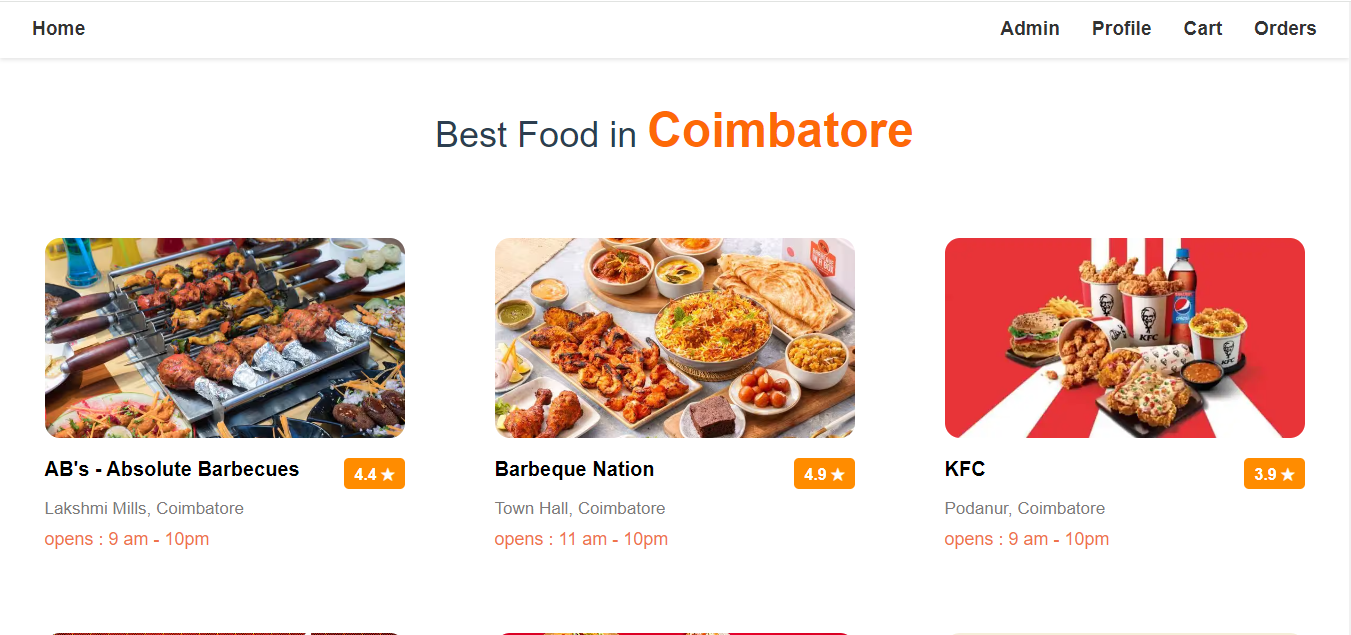 Home Admin Profile Cart Orders
Best Food in Coimbatore
KFC
KFC
AB's - Absolute Barbecues 4.4 ★
Lakshmi Mills, Coimbatore
opens : 9 am - 10pm
Barbeque Nation 4.9 ★
Town Hall, Coimbatore
opens : 11 am - 10pm
KFC 3.9 ★
Podanur, Coimbatore
opens : 9 am - 10pm